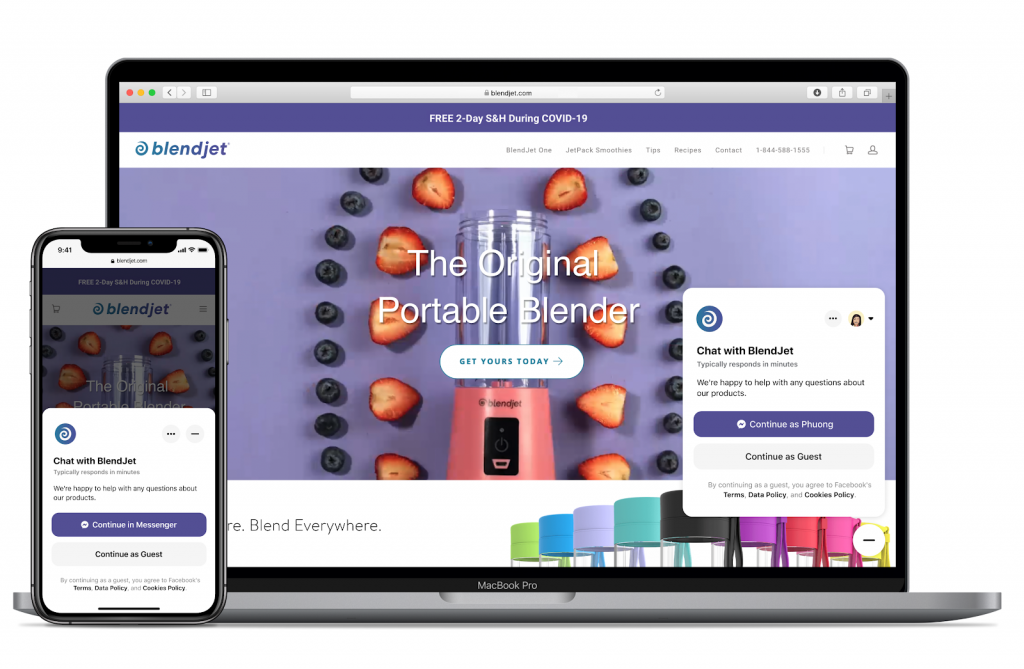 blendjet.com
FREE 2-Day S&H During COVID-19
blendjet
BlendJet One
JetPack Smoothies
Tips
Recipes
Contact
1-844-588-1555
The Original
Portable Blender
GET YOURS TODAY
blendjet
Chat with BlendJet
Typically responds in minutes
We're happy to help with any questions about
our products.
Continue as Phuong
Continue as Guest
By continuing as a guest, you agree to Facebook's
Terms, Data Policy, and Cookies Policy.
re. Blend Everywhere.
MacBook Pro
9:41
blendjet.com
FREE 2-Day S&H During COVID-19
blendjet
The Original
Portable Blender
Chat with BlendJet
Typically responds in minutes
We're happy to help with any questions about
our products.
Continue in Messenger
Continue as Guest
By continuing as a guest, you agree to Facebook's
Terms, Data Policy, and Cookies Policy.